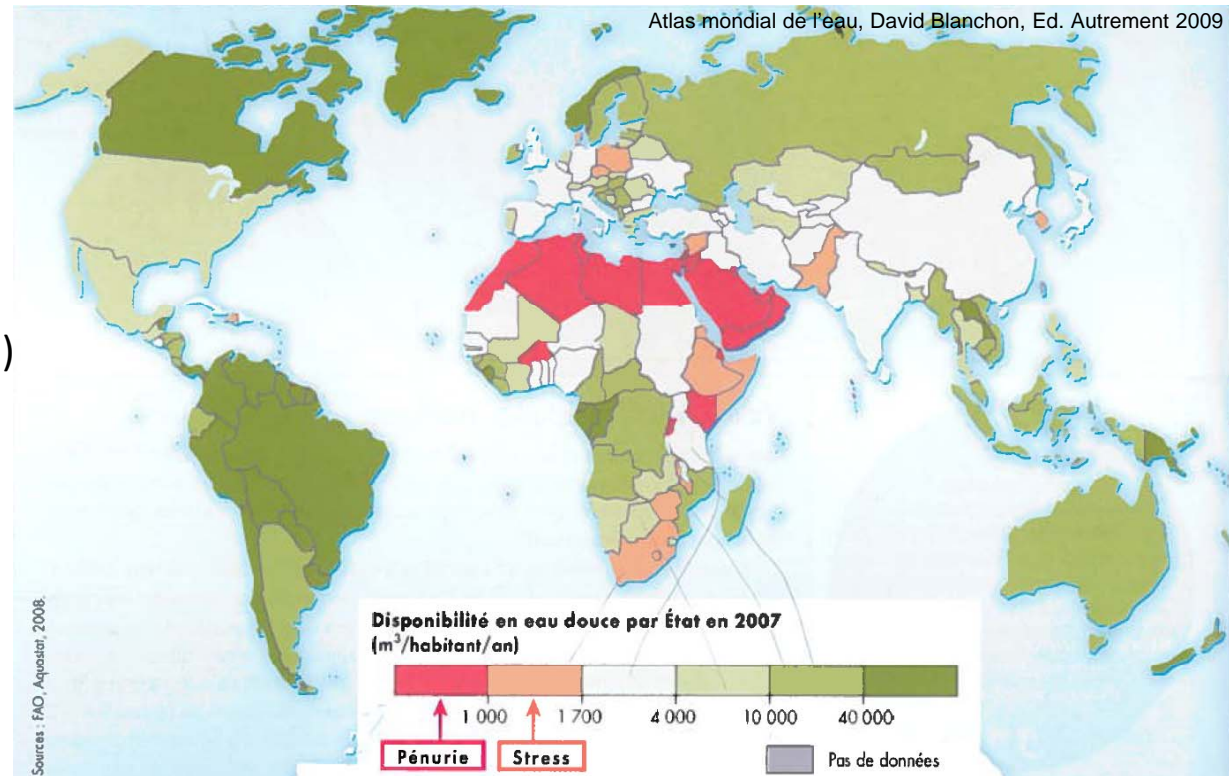 Atlas mondial de l'eau, David Blanchon, Ed. Autrement 2009
)
Disponibilité en eau douce par État en 2007
(m³/habitant/an)
1 000 1 700 4 000 10 000 40 000
Pénurie Stress Pas de données
Sources : FAO, Aquastat, 2008.